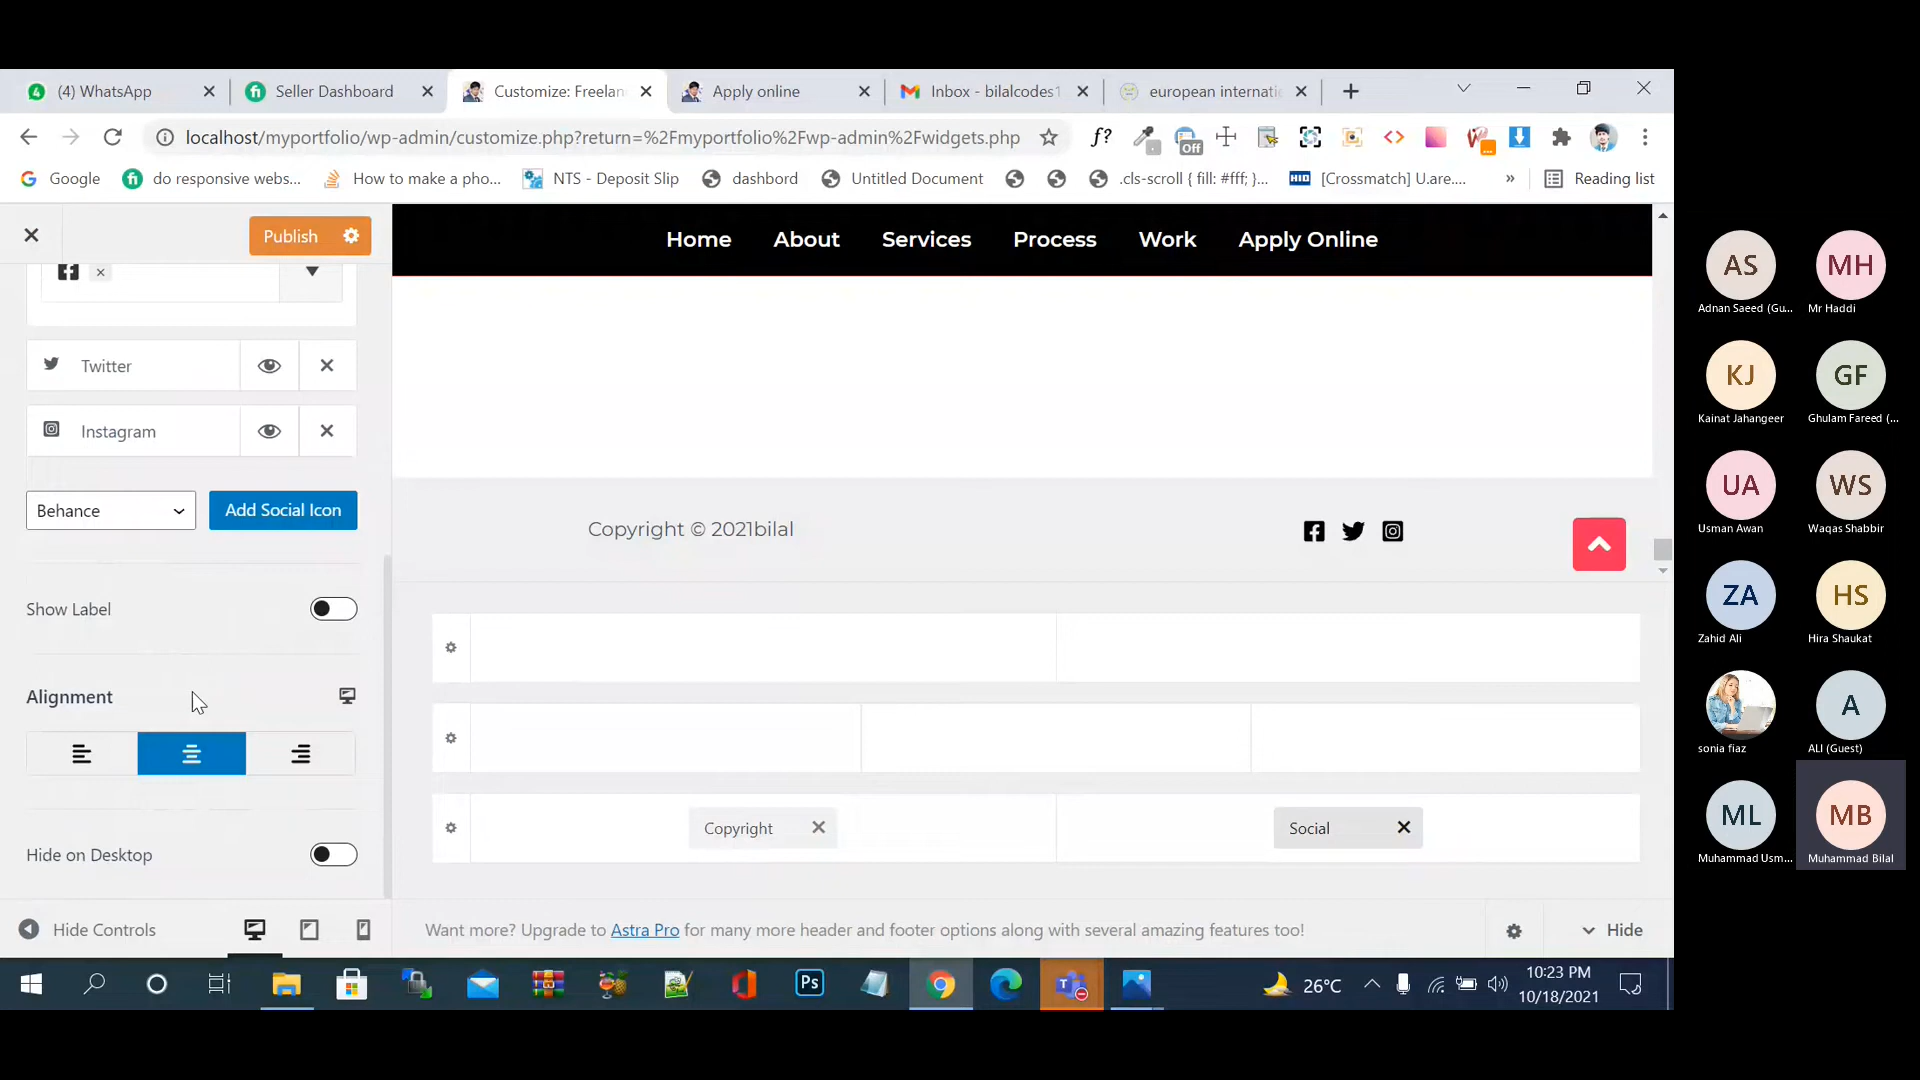 (4) WhatsApp
Seller Dashboard
Customize: Freelan
Apply online
Inbox - bilalcodes1
european internati
localhost/myportfolio/wp-admin/customize.php?return=%2Fmyportfolio%2Fwp-admin%2Fwidgets.php
f?
Off
Google
do responsive webs...
How to make a pho...
NTS - Deposit Slip
dashbord
Untitled Document
.cls-scroll { fill: #fff; }...
HID
[Crossmatch] U.are....
»
Reading list
Publish
Home
About
Services
Process
Work
Apply Online
Twitter
Instagram
Behance
Add Social Icon
Show Label
Alignment
Hide on Desktop
Hide Controls
Copyright © 2021bilal
Copyright
Social
Want more? Upgrade to Astra Pro for many more header and footer options along with several amazing features too!
Hide
Ps
T
26°C
10:23 PM
10/18/2021
AS
Adnan Saeed (Gu...
MH
Mr Haddi
KJ
Kainat Jahangeer
GF
Ghulam Fareed (...
UA
Usman Awan
WS
Waqas Shabbir
ZA
Zahid Ali
HS
Hira Shaukat
sonia fiaz
A
ALI (Guest)
ML
Muhammad Usm...
MB
Muhammad Bilal